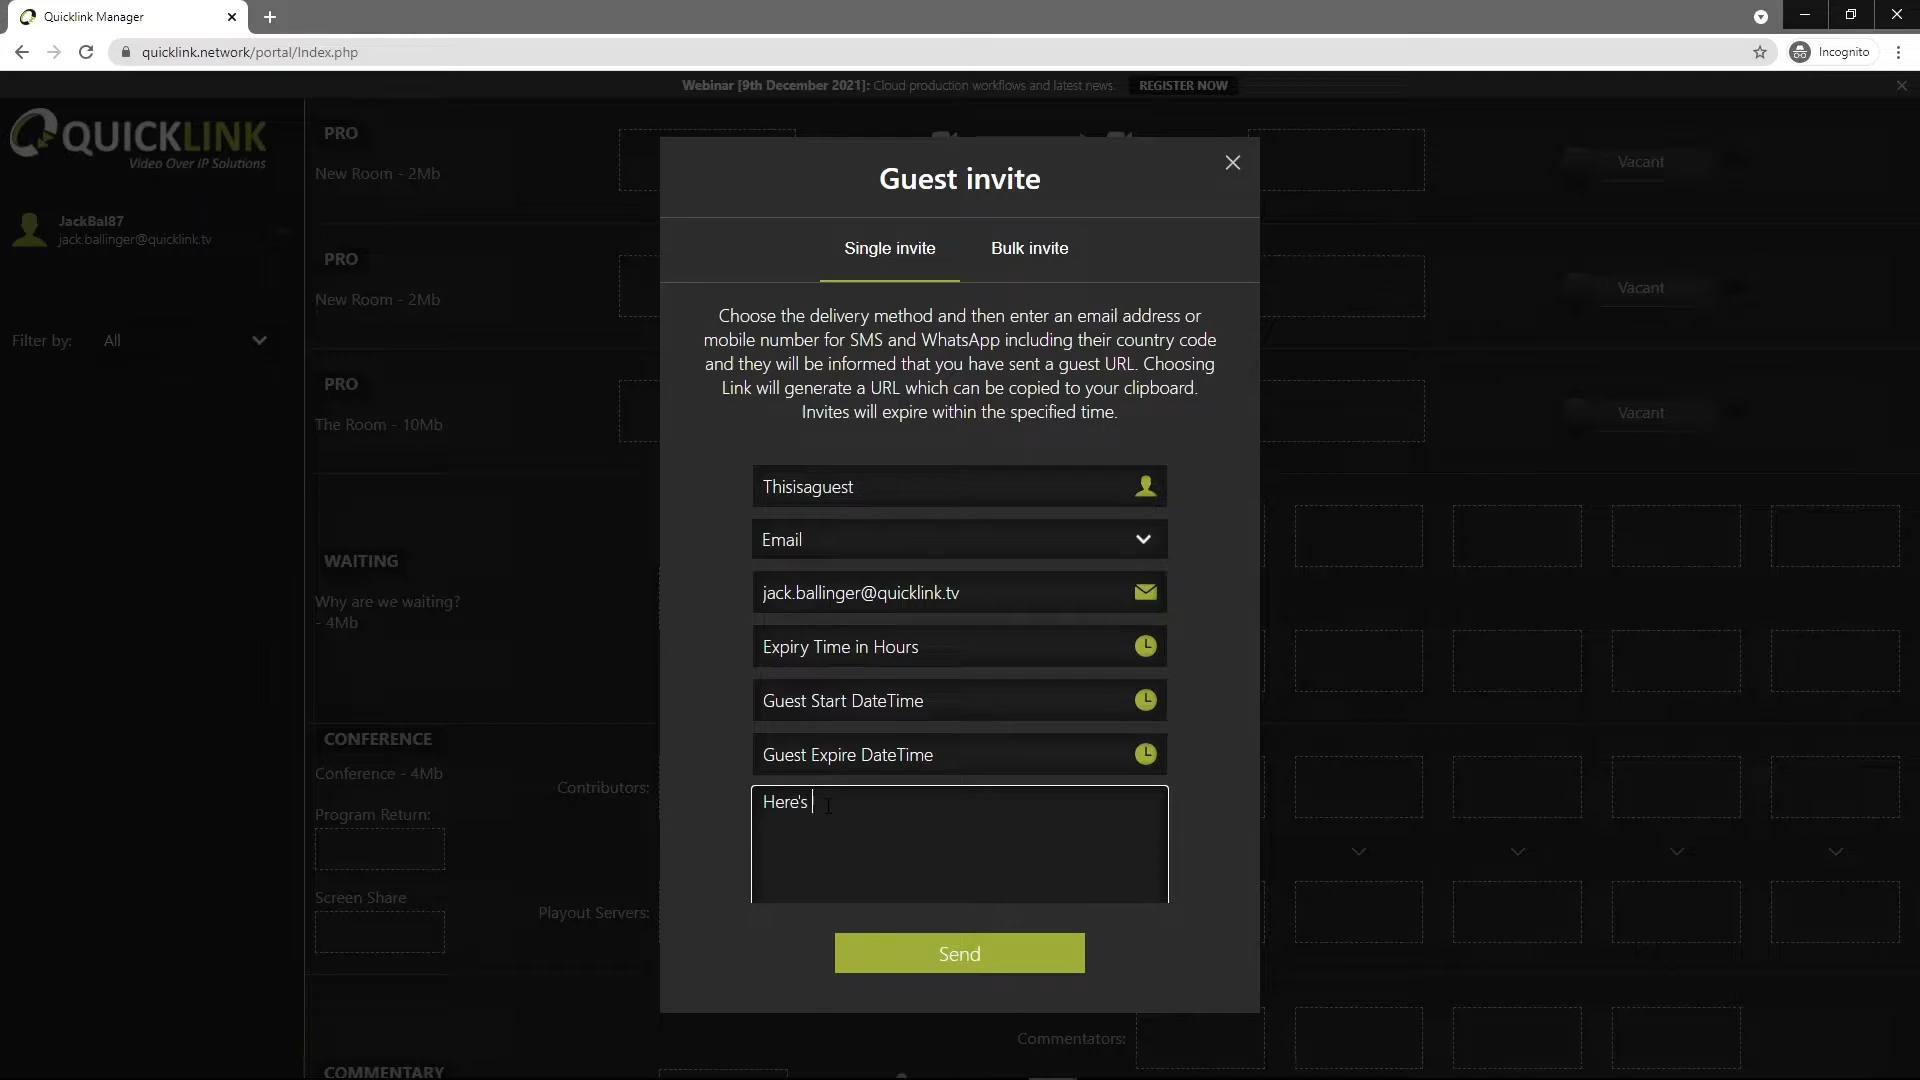 Quicklink Manager
quicklink.network/portal/Index.php
Incognito
Webinar [9th December 2021]: Cloud production workflows and latest news. REGISTER NOW
QUICKLINK
Video Over IP Solutions
JackBal87
jack.ballinger@quicklink.tv
Filter by: All
PRO
New Room - 2Mb
Vacant
PRO
New Room - 2Mb
Vacant
PRO
The Room - 10Mb
Vacant
WAITING
Why are we waiting?
- 4Mb
CONFERENCE
Conference - 4Mb
Contributors:
Program Return:
Screen Share
Playout Servers:
Commentators:
COMMENTARY
Guest invite
Single invite Bulk invite
Choose the delivery method and then enter an email address or
mobile number for SMS and WhatsApp including their country code
and they will be informed that you have sent a guest URL. Choosing
Link will generate a URL which can be copied to your clipboard.
Invites will expire within the specified time.
Thisisaguest
Email
jack.ballinger@quicklink.tv
Expiry Time in Hours
Guest Start DateTime
Guest Expire DateTime
Here's
Send